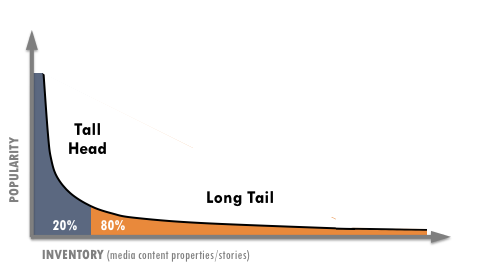 Tall
Head
Long Tail
POPULARITY
20%
80%
INVENTORY (media content properties/stories)